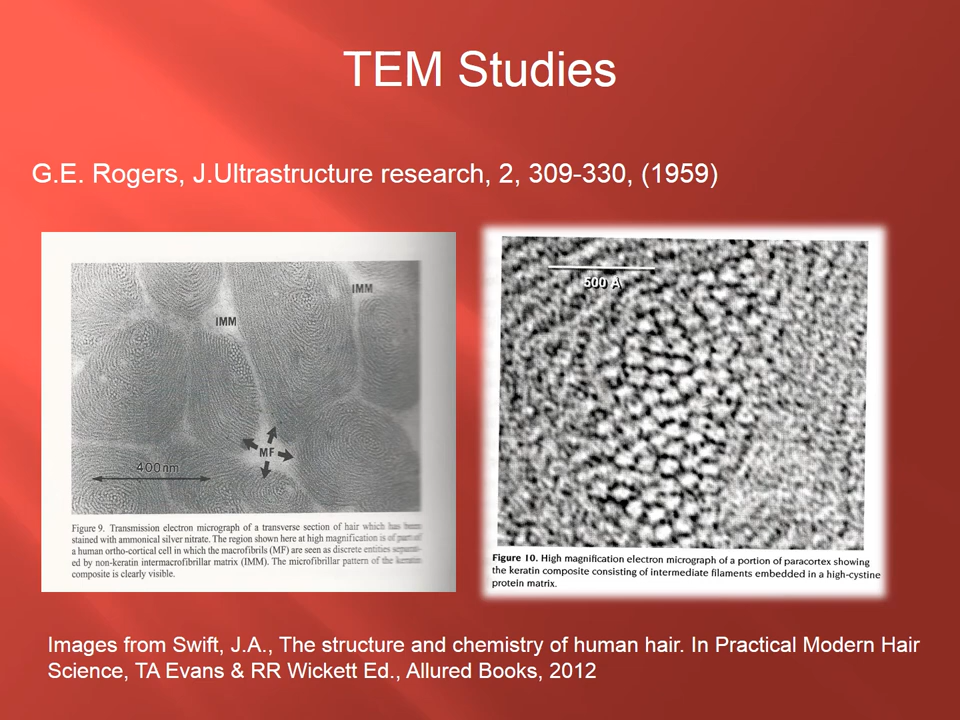 TEM Studies
G.E. Rogers, J.Ultrastructure research, 2, 309-330, (1959)
IMM
IMM
MF
400nm
Figure 9. Transmission electron micrograph of a transverse section of hair which has been
stained with ammonical silver nitrate. The region shown here at high magnification is of part of
a human ortho-cortical cell in which the macrofibrils (MF) are seen as discrete entities separat-
ed by non-keratin intermacrofibrillar matrix (IMM). The microfibrillar pattern of the keratin
composite is clearly visible.
500 A
Figure 10. High magnification electron micrograph of a portion of paracortex showing
the keratin composite consisting of intermediate filaments embedded in a high-cystine
protein matrix.
Images from Swift, J.A., The structure and chemistry of human hair. In Practical Modern Hair
Science, TA Evans & RR Wickett Ed., Allured Books, 2012